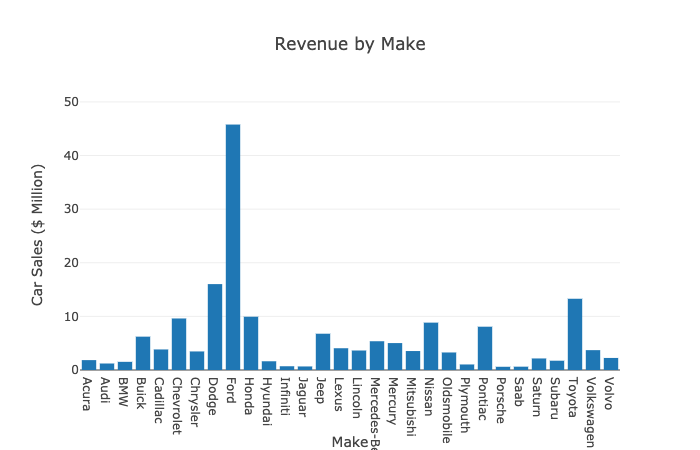 Revenue by Make
Car Sales ($ Million)
50
40
30
20
10
0
Acura
Audi
BMW
Buick
Cadillac
Chevrolet
Chrysler
Dodge
Ford
Honda
Hyundai
Infiniti
Jaguar
Jeep
Lexus
Lincoln
Mercedes-Be
Mercury
Mitsubishi
Nissan
Oldsmobile
Plymouth
Pontiac
Porsche
Saab
Saturn
Subaru
Toyota
Volkswagen
Volvo
Make